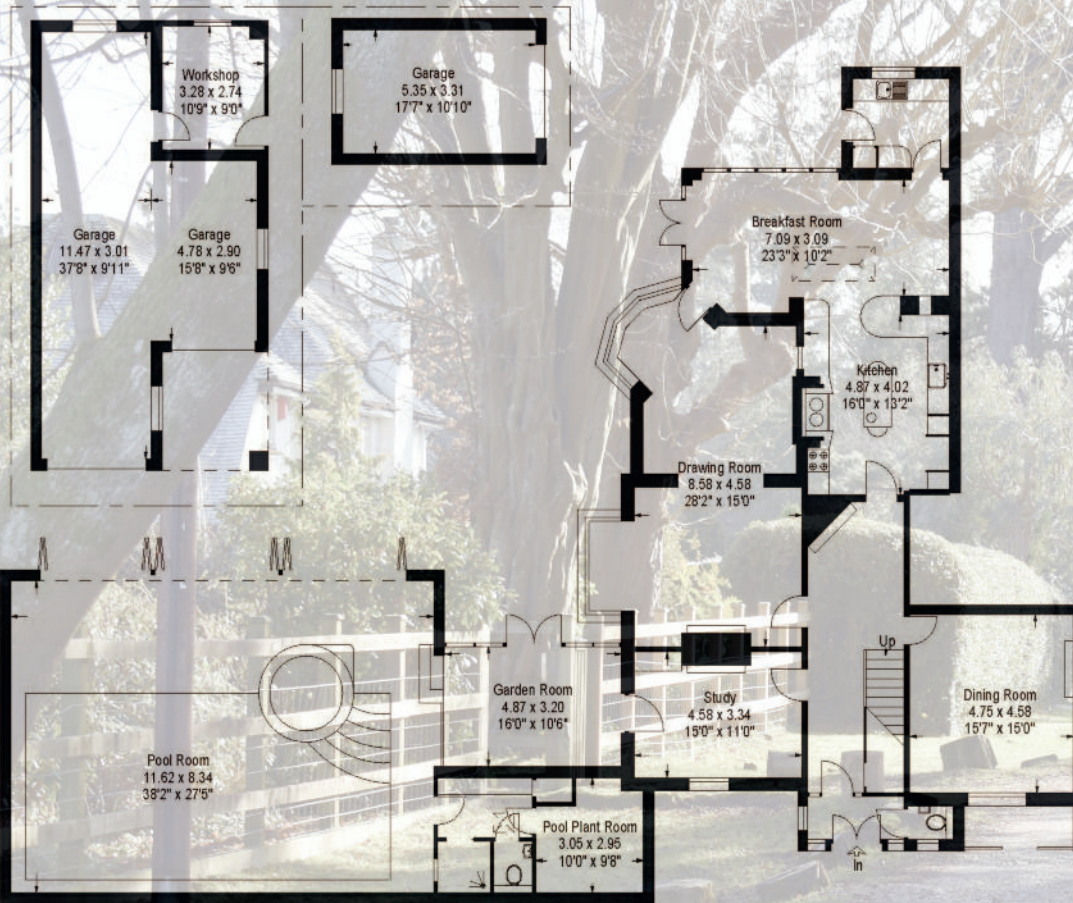 Workshop
3.28 x 2.74
10'9" x 9'0"
Garage
5.35 x 3.31
17'7" x 10'10"
Garage
11.47 x 3.01
37'8" x 9'11"
Garage
4.78 x 2.90
15'8" x 9'6"
Breakfast Room
7.09 x 3.09
23'3" x 10'2"
Kitchen
4.87 x 4.02
16'0" x 13'2"
Drawing Room
8.58 x 4.58
28'2" x 15'0"
Up
Garden Room
4.87 x 3.20
16'0" x 10'6"
Study
4.58 x 3.34
15'0" x 11'0"
Dining Room
4.75 x 4.58
15'7" x 15'0"
Pool Room
11.62 x 8.34
38'2" x 27'5"
Pool Plant Room
3.05 x 2.95
10'0" x 9'8"
In